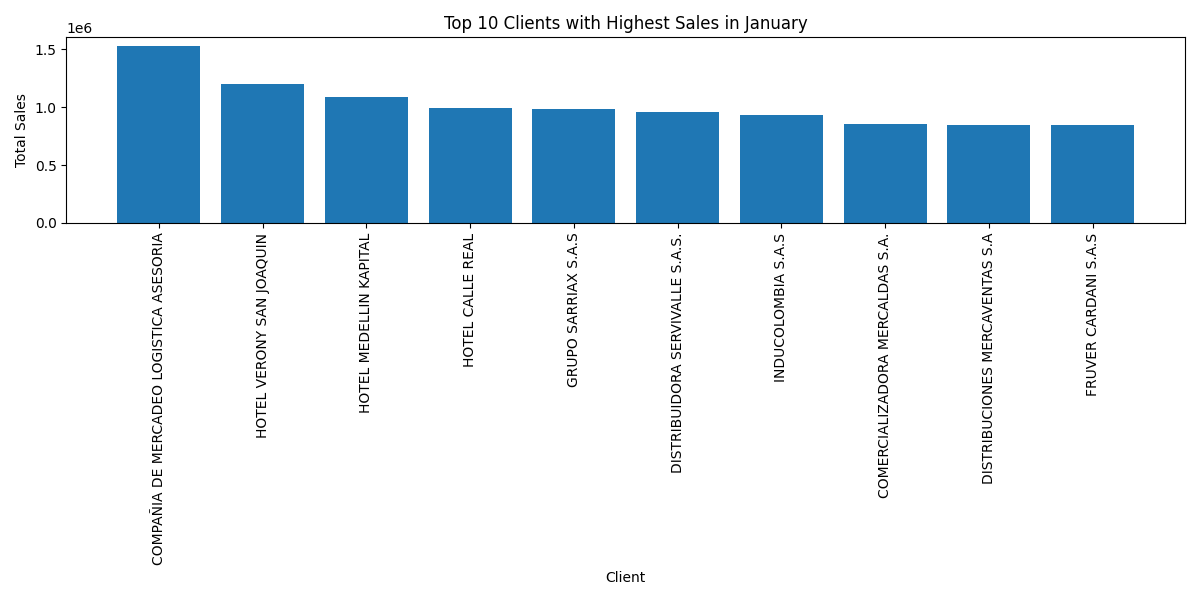 Top 10 Clients with Highest Sales in January
1e6
Total Sales
1.5
1.0
0.5
0.0
COMPAÑIA DE MERCADEO LOGISTICA ASESORIA
HOTEL VERONY SAN JOAQUIN
HOTEL MEDELLIN KAPITAL
HOTEL CALLE REAL
GRUPO SARRIAX S.A.S
DISTRIBUIDORA SERVIVALLE S.A.S.
INDUCOLOMBIA S.A.S
COMERCIALIZADORA MERCALDAS S.A.
DISTRIBUCIONES MERCAVENTAS S.A
FRUVER CARDANI S.A.S
Client